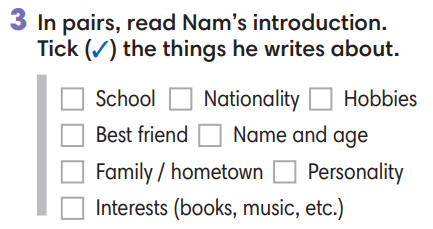 3 In pairs, read Nam's introduction.
Tick (✓) the things he writes about.
School Nationality Hobbies
Best friend Name and age
Family / hometown Personality
Interests (books, music, etc.)